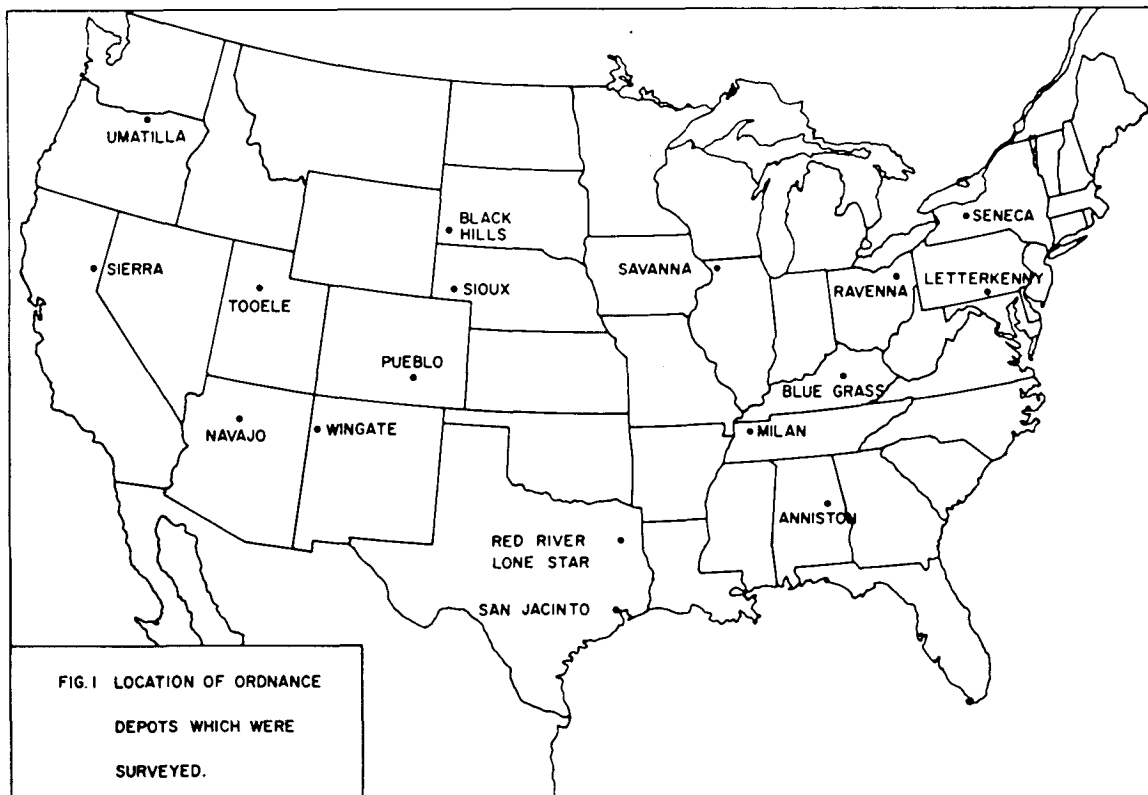 UMATILLA
BLACK
HILLS
SENECA
SIERRA
SAVANNA
TOOELE
SIOUX
RAVENNA
LETTERKENNY
PUEBLO
BLUE GRASS
NAVAJO
WINGATE
MILAN
ANNISTON
RED RIVER
LONE STAR
SAN JACINTO
FIG. I LOCATION OF ORDNANCE
DEPOTS WHICH WERE
SURVEYED.